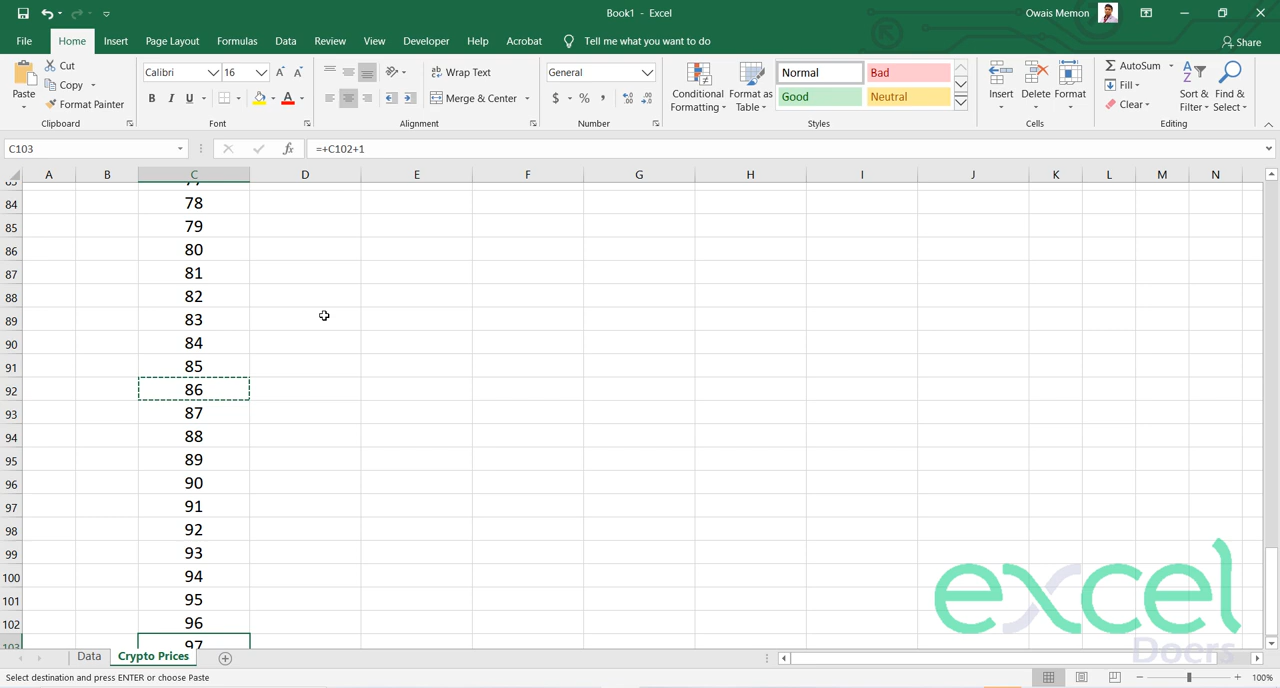 Book1 - Excel
Owais Memon
File Home Insert Page Layout Formulas Data Review View Developer Help Acrobat Tell me what you want to do Share
Paste
Cut
Copy
Format Painter
Clipboard
Calibri 16
B I U
Font
Wrap Text
Merge & Center
Alignment
General
$ % ,
Number
Conditional Formatting
Format as Table
Normal Bad
Good Neutral
Styles
Insert Delete Format
Cells
AutoSum
Fill
Clear
Sort & Filter
Find & Select
Editing
C103 fx =+C102+1
A B C D E F G H I J K L M N
84 78
85 79
86 80
87 81
88 82
89 83
90 84
91 85
92 86
93 87
94 88
95 89
96 90
97 91
98 92
99 93
100 94
101 95
102 96
103 97
excel
Doers
Data Crypto Prices
Select destination and press ENTER or choose Paste
100%